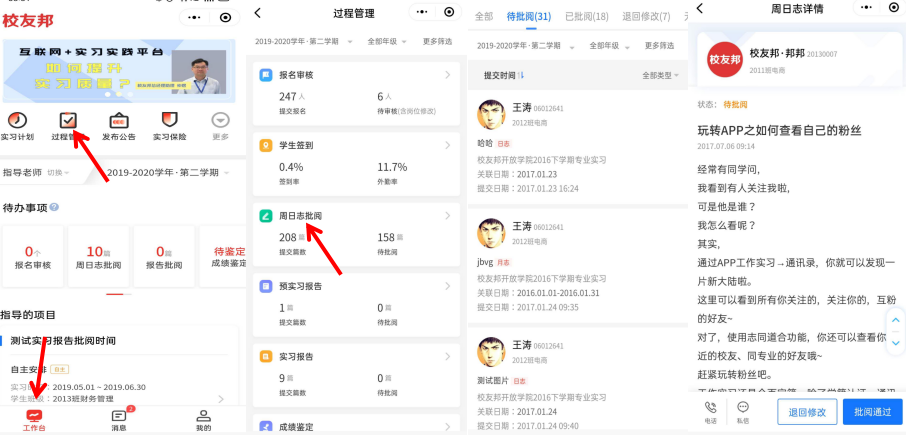 校友邦
互联网+实习实践平台
如何提升
实习质量？
实习计划
过程管
发布公告
实习保险
更多
指导老师 切换
2019-2020学年·第二学期
待办事项
0个
报名审核
10篇
周日志批阅
0篇
报告批阅
待鉴定
成绩鉴定
指导的项目
测试实习报告批阅时间
自主安排
2019.05.01 ~ 2019.06.30
2013班财务管理
工作台
消息
我的
过程管理
2019-2020学年·第二学期
全部年级
更多筛选
报名审核
247 人
6 人
提交报名
待审核(含岗位修改)
学生签到
0.4%
11.7%
签到率
外勤率
周日志批阅
208 篇
158 篇
提交篇数
待批阅
预实习报告
1 篇
0 篇
提交篇数
待批阅
实习报告
9 篇
0 篇
提交篇数
待批阅
成绩鉴定
全部
待批阅(31)
已批阅(18)
退回修改(7)
2019-2020学年·第二学期
全部年级
更多筛选
提交时间
全部类型
王涛 06012641
2012班电商
哈哈 日志
校友邦开放学院2016下学期专业实习
关联日期：2017.01.23
提交日期：2017.01.23 16:24
王涛 06012641
2012班电商
jbvg 日志
校友邦开放学院2016下学期专业实习
关联日期：2016.01.01-2016.01.31
提交日期：2017.01.24 09:35
王涛 06012641
2012班电商
测试图片 日志
校友邦开放学院2016下学期专业实习
关联日期：2017.01.24
提交日期：2017.01.24 09:40
周日志详情
校友邦
校友邦·邦邦 20130007
2011班电商
状态： 待批阅
玩转APP之如何查看自己的粉丝
2017.07.06 09:14
经常有同学问，
我看到有人关注我啦，
可是他是谁？
我怎么看呢？
其实，
通过APP工作实习→通讯录，你就可以发现一
片新大陆啦。
这里可以看到所有你关注的，关注你的，互粉
的好友~
对了，使用志同道合功能，你还可以查看你
近的校友、同专业的好友哦~
赶紧玩转粉丝吧。
电话
私信
退回修改
批阅通过